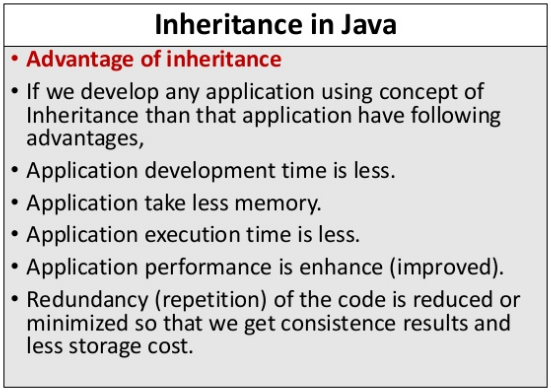 Inheritance in Java
• Advantage of inheritance
• If we develop any application using concept of
Inheritance than that application have following
advantages,
• Application development time is less.
• Application take less memory.
• Application execution time is less.
• Application performance is enhance (improved).
• Redundancy (repetition) of the code is reduced or
minimized so that we get consistence results and
less storage cost.